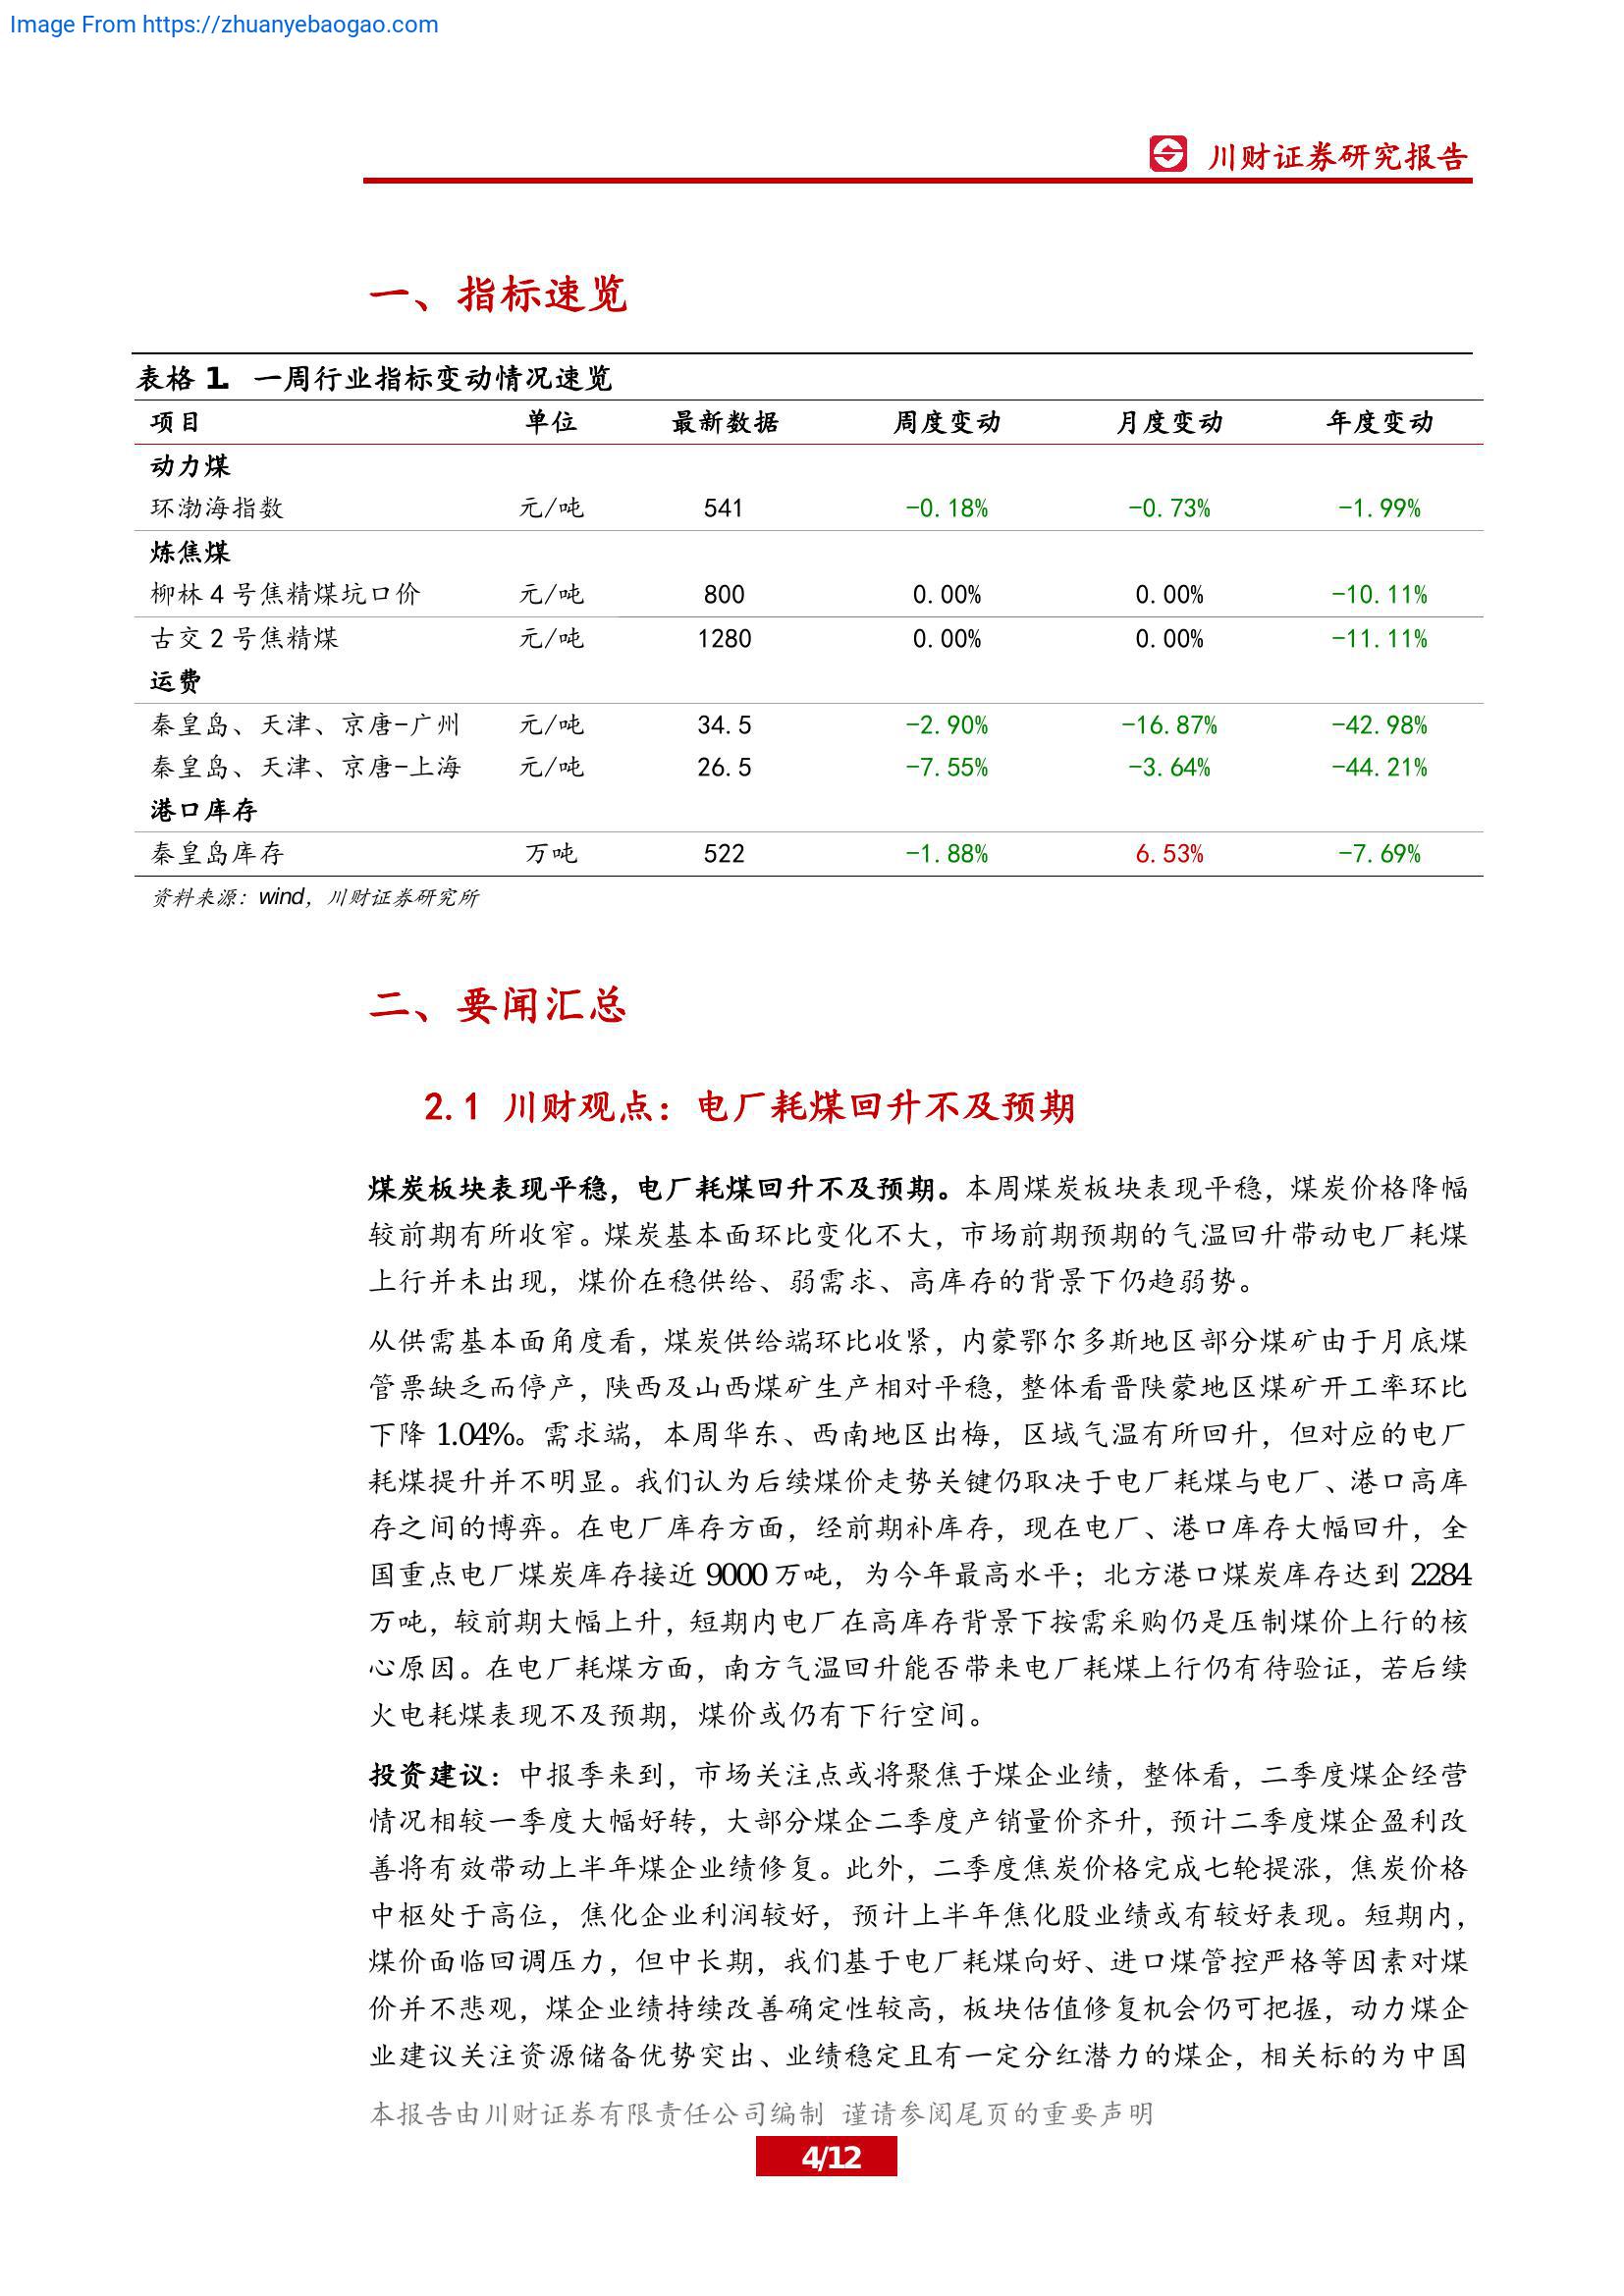 Image From https://zhuanyebaogao.com
川财证券研究报告
一、指标速览
表格 1. 一周行业指标变动情况速览
项目 单位 最新数据 周度变动 月度变动 年度变动
动力煤
环渤海指数 元/吨 541 -0.18% -0.73% -1.99%
炼焦煤
柳林 4 号焦精煤坑口价 元/吨 800 0.00% 0.00% -10.11%
古交 2 号焦精煤 元/吨 1280 0.00% 0.00% -11.11%
运费
秦皇岛、天津、京唐-广州 元/吨 34.5 -2.90% -16.87% -42.98%
秦皇岛、天津、京唐-上海 元/吨 26.5 -7.55% -3.64% -44.21%
港口库存
秦皇岛库存 万吨 522 -1.88% 6.53% -7.69%
资料来源：wind，川财证券研究所
二、要闻汇总
2.1 川财观点：电厂耗煤回升不及预期
煤炭板块表现平稳，电厂耗煤回升不及预期。本周煤炭板块表现平稳，煤炭价格降幅
较前期有所收窄。煤炭基本面环比变化不大，市场前期预期的气温回升带动电厂耗煤
上行并未出现，煤价在稳供给、弱需求、高库存的背景下仍趋弱势。
从供需基本面角度看，煤炭供给端环比收紧，内蒙鄂尔多斯地区部分煤矿由于月底煤
管票缺乏而停产，陕西及山西煤矿生产相对平稳，整体看晋陕蒙地区煤矿开工率环比
下降 1.04%。需求端，本周华东、西南地区出梅，区域气温有所回升，但对应的电厂
耗煤提升并不明显。我们认为后续煤价走势关键仍取决于电厂耗煤与电厂、港口高库
存之间的博弈。在电厂库存方面，经前期补库存，现在电厂、港口库存大幅回升，全
国重点电厂煤炭库存接近 9000 万吨，为今年最高水平；北方港口煤炭库存达到 2284
万吨，较前期大幅上升，短期内电厂在高库存背景下按需采购仍是压制煤价上行的核
心原因。在电厂耗煤方面，南方气温回升能否带来电厂耗煤上行仍有待验证，若后续
火电耗煤表现不及预期，煤价或仍有下行空间。
投资建议：中报季来到，市场关注点或将聚焦于煤企业绩，整体看，二季度煤企经营
情况相较一季度大幅好转，大部分煤企二季度产销量价齐升，预计二季度煤企盈利改
善将有效带动上半年煤企业绩修复。此外，二季度焦炭价格完成七轮提涨，焦炭价格
中枢处于高位，焦化企业利润较好，预计上半年焦化股业绩或有较好表现。短期内，
煤价面临回调压力，但中长期，我们基于电厂耗煤向好、进口煤管控严格等因素对煤
价并不悲观，煤企业绩持续改善确定性较高，板块估值修复机会仍可把握，动力煤企
业建议关注资源储备优势突出、业绩稳定且有一定分红潜力的煤企，相关标的为中国
本报告由川财证券有限责任公司编制 谨请参阅尾页的重要声明
4/12